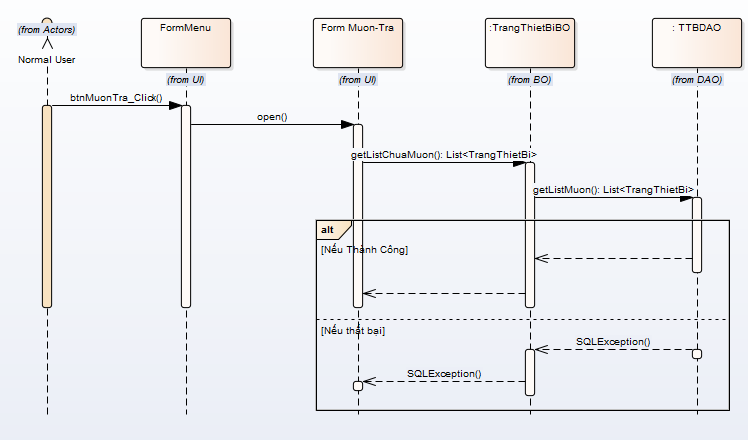 (from Actors)
Normal User
FormMenu
(from UI)
Form Muon-Tra
(from UI)
:TrangThietBiBO
(from BO)
: TTBDAO
(from DAO)
btnMuonTra_Click()
open()
getListChuaMuon(): List<TrangThietBi>
getListMuon(): List<TrangThietBi>
alt
[Nếu Thành Công]
[Nếu thất bại]
SQLException()
SQLException()